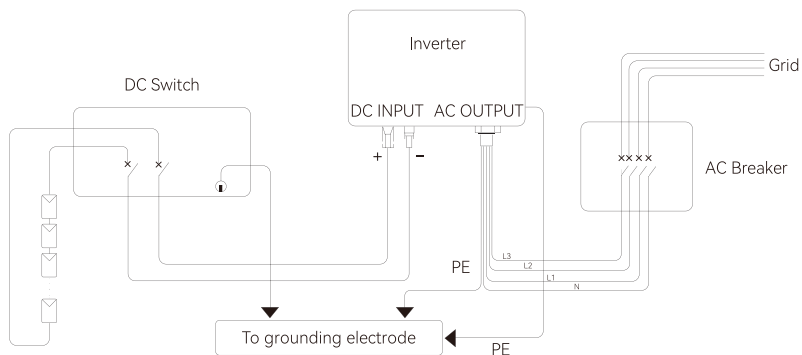 Inverter
Grid
DC Switch
DC INPUT AC OUTPUT
+ –
AC Breaker
L3
PE
L2
L1
N
To grounding electrode
PE